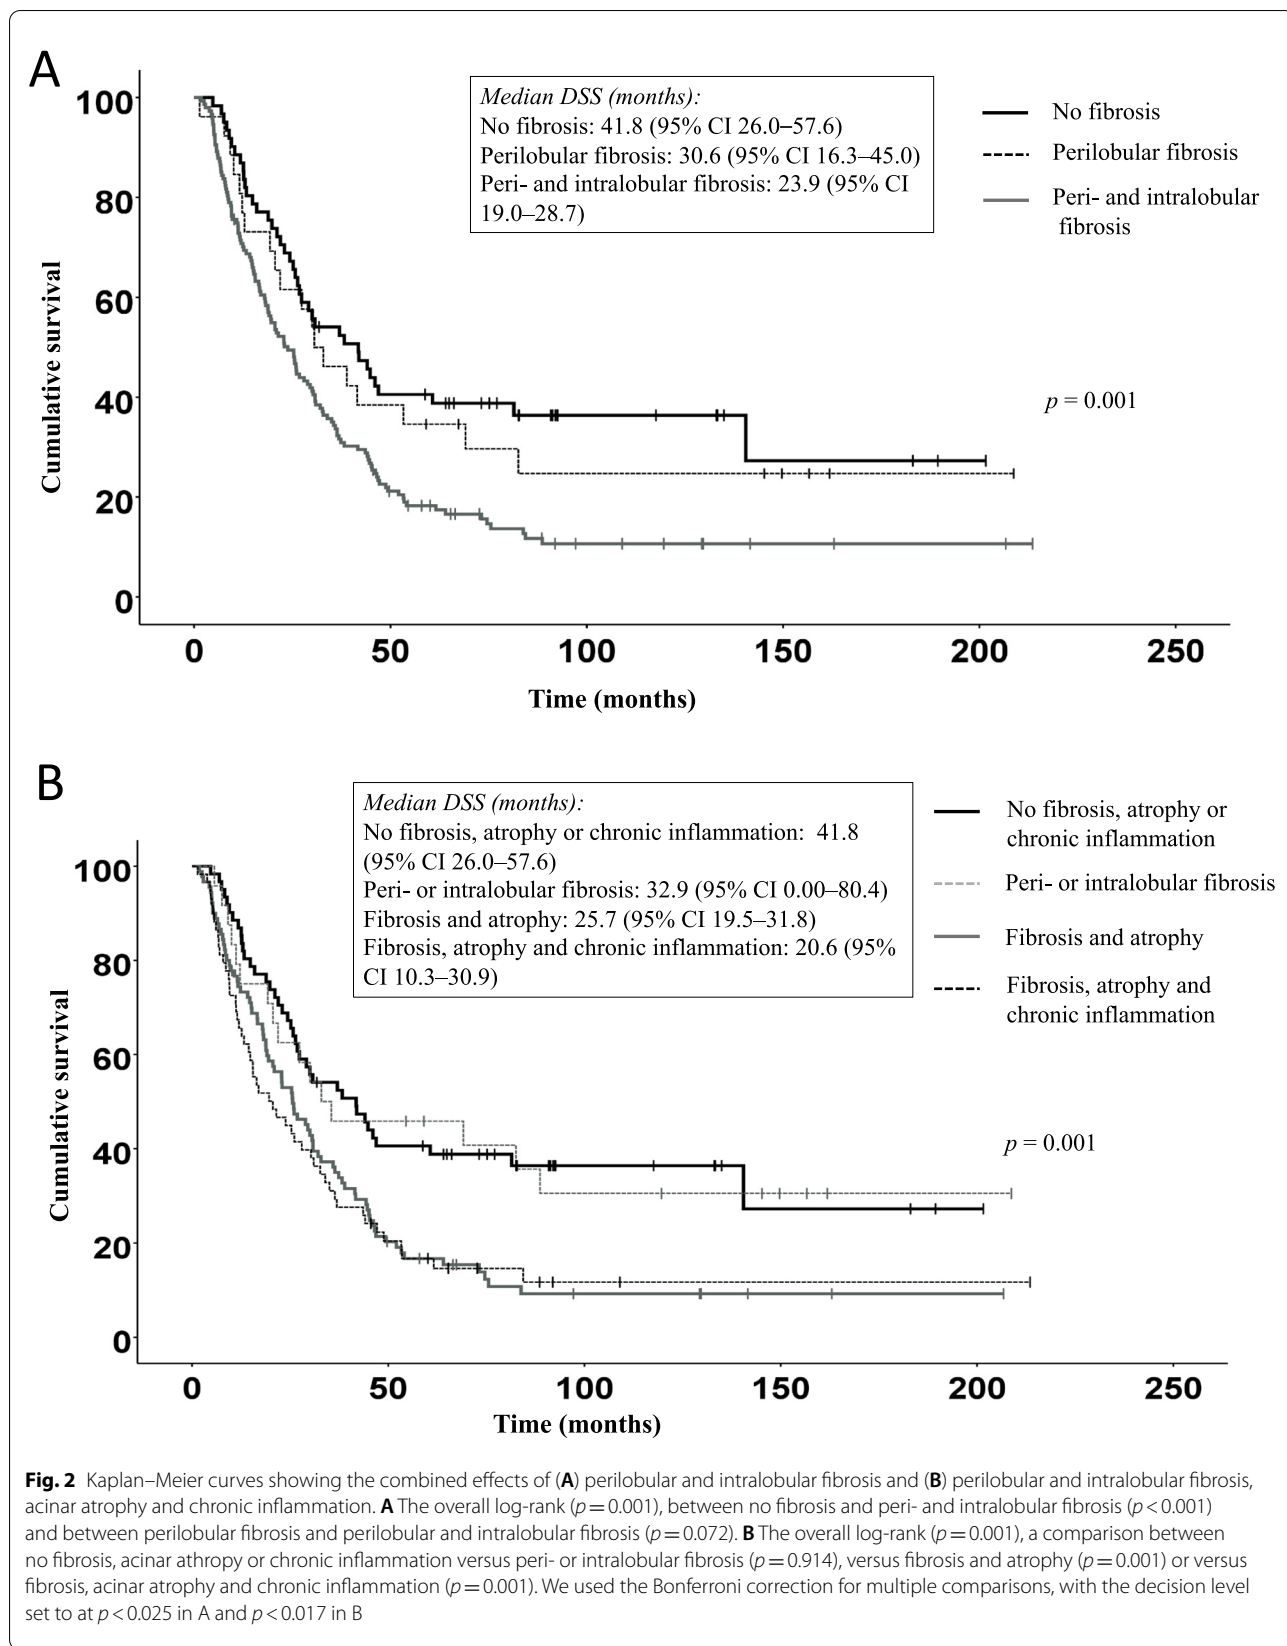 A
Median DSS (months):
No fibrosis: 41.8 (95% CI 26.0–57.6)
Perilobular fibrosis: 30.6 (95% CI 16.3–45.0)
Peri- and intralobular fibrosis: 23.9 (95% CI
19.0–28.7)
No fibrosis
Perilobular fibrosis
Peri- and intralobular
fibrosis
Cumulative survival
100
80
60
40
20
0
p = 0.001
0 50 100 150 200 250
Time (months)
B
Median DSS (months):
No fibrosis, atrophy or chronic inflammation: 41.8
(95% CI 26.0–57.6)
Peri- or intralobular fibrosis: 32.9 (95% CI 0.00–80.4)
Fibrosis and atrophy: 25.7 (95% CI 19.5–31.8)
Fibrosis, atrophy and chronic inflammation: 20.6 (95%
CI 10.3–30.9)
No fibrosis, atrophy or
chronic inflammation
Peri- or intralobular fibrosis
Fibrosis and atrophy
Fibrosis, atrophy and
chronic inflammation
Cumulative survival
100
80
60
40
20
0
p = 0.001
0 50 100 150 200 250
Time (months)
Fig. 2 Kaplan–Meier curves showing the combined effects of (A) perilobular and intralobular fibrosis and (B) perilobular and intralobular fibrosis,
acinar atrophy and chronic inflammation. A The overall log-rank (p = 0.001), between no fibrosis and peri- and intralobular fibrosis (p < 0.001)
and between perilobular fibrosis and perilobular and intralobular fibrosis (p = 0.072). B The overall log-rank (p = 0.001), a comparison between
no fibrosis, acinar athropy or chronic inflammation versus peri- or intralobular fibrosis (p = 0.914), versus fibrosis and atrophy (p = 0.001) or versus
fibrosis, acinar atrophy and chronic inflammation (p = 0.001). We used the Bonferroni correction for multiple comparisons, with the decision level
set to at p < 0.025 in A and p < 0.017 in B